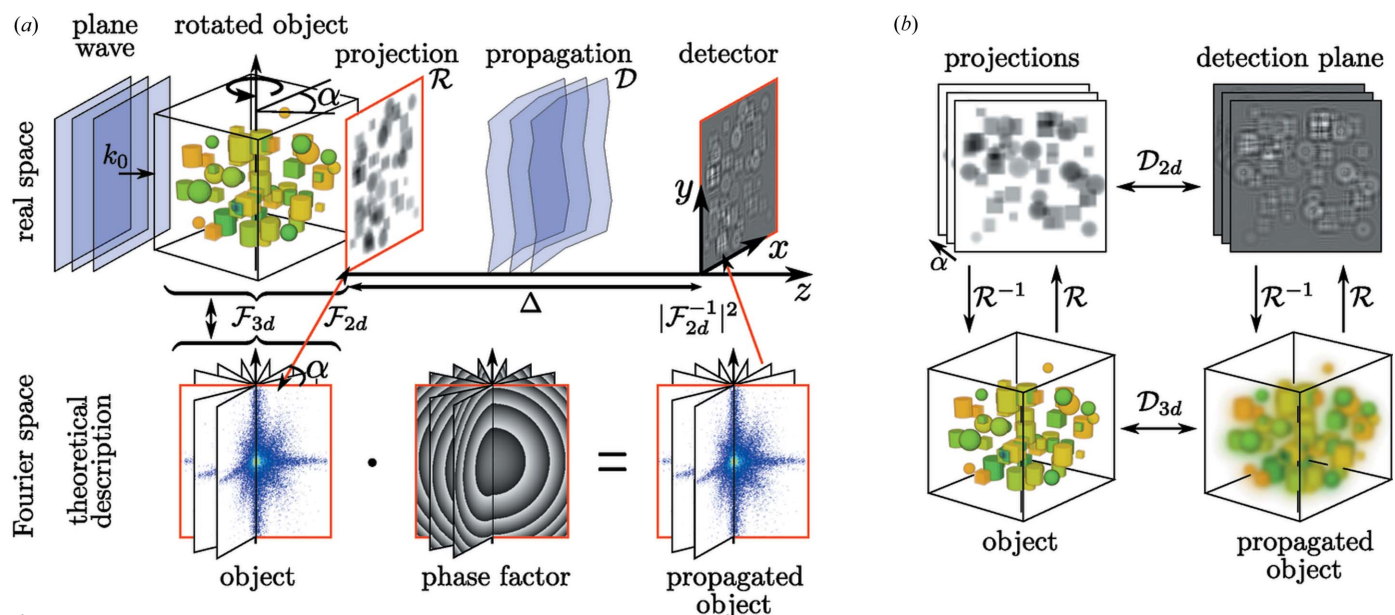 (a)
plane
wave
rotated object
projection
R
propagation
D
detector
α
k₀
real space
y
x
z
Δ
F₃d
F₂d
|F₂d⁻¹|²
α
Fourier space
theoretical
description
·
=
object
phase factor
propagated
object
(b)
projections
detection plane
D₂d
α
R⁻¹
R
R⁻¹
R
D₃d
object
propagated
object